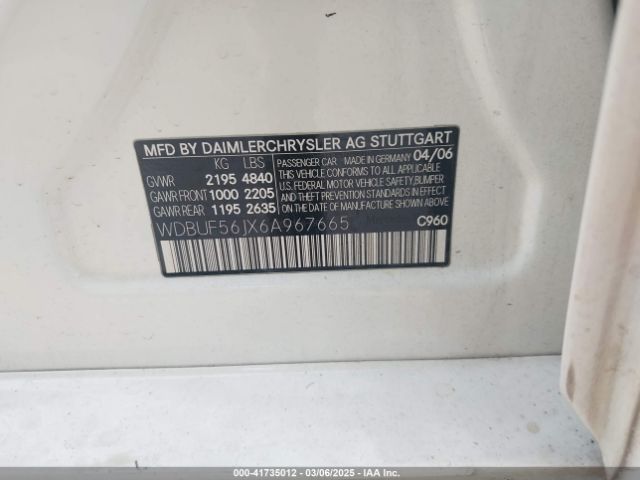 MFD BY DAIMLERCHRYSLER AG STUTTGART
KG LBS
GVWR 2195 4840
GAWR FRONT 1000 2205
GAWR REAR 1195 2635
PASSENGER CAR MADE IN GERMANY 04/06
THIS VEHICLE CONFORMS TO ALL APPLICABLE
U.S. FEDERAL MOTOR VEHICLE SAFETY, BUMPER
AND THEFT PREVENTION STANDARDS IN EFFECT
ON THE DATE OF MANUFACTURE SHOWN ABOVE
WDBUF56JX6A967665
C960
000-41735012 - 03/06/2025 - IAA Inc.